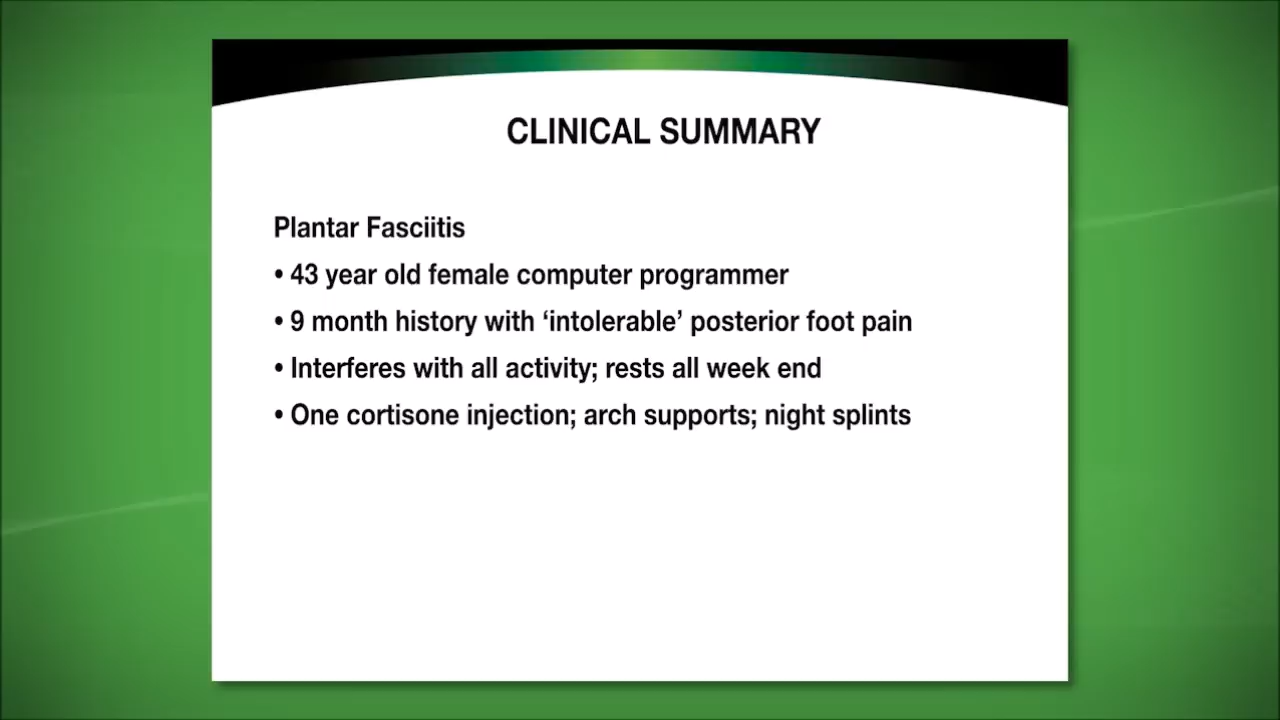 CLINICAL SUMMARY
Plantar Fasciitis
• 43 year old female computer programmer
• 9 month history with ‘intolerable’ posterior foot pain
• Interferes with all activity; rests all week end
• One cortisone injection; arch supports; night splints